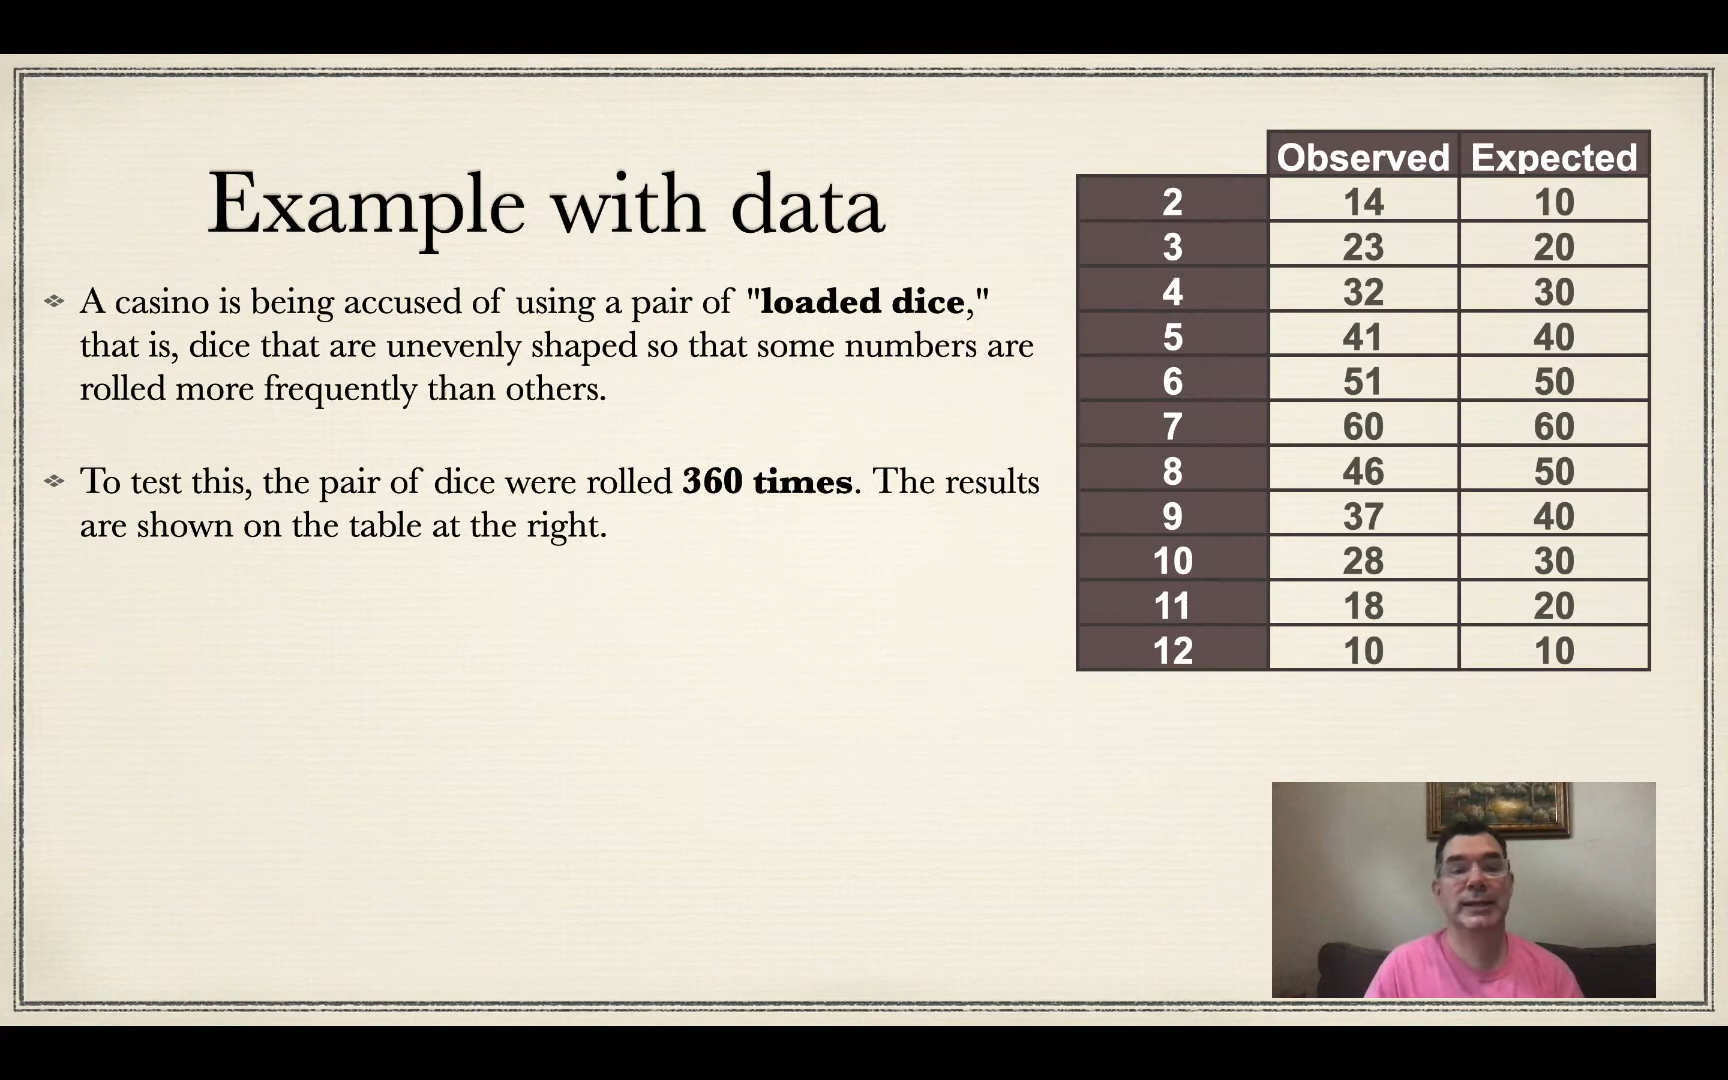 Example with data
A casino is being accused of using a pair of "loaded dice,"
that is, dice that are unevenly shaped so that some numbers are
rolled more frequently than others.
To test this, the pair of dice were rolled 360 times. The results
are shown on the table at the right.
Observed Expected
2 14 10
3 23 20
4 32 30
5 41 40
6 51 50
7 60 60
8 46 50
9 37 40
10 28 30
11 18 20
12 10 10